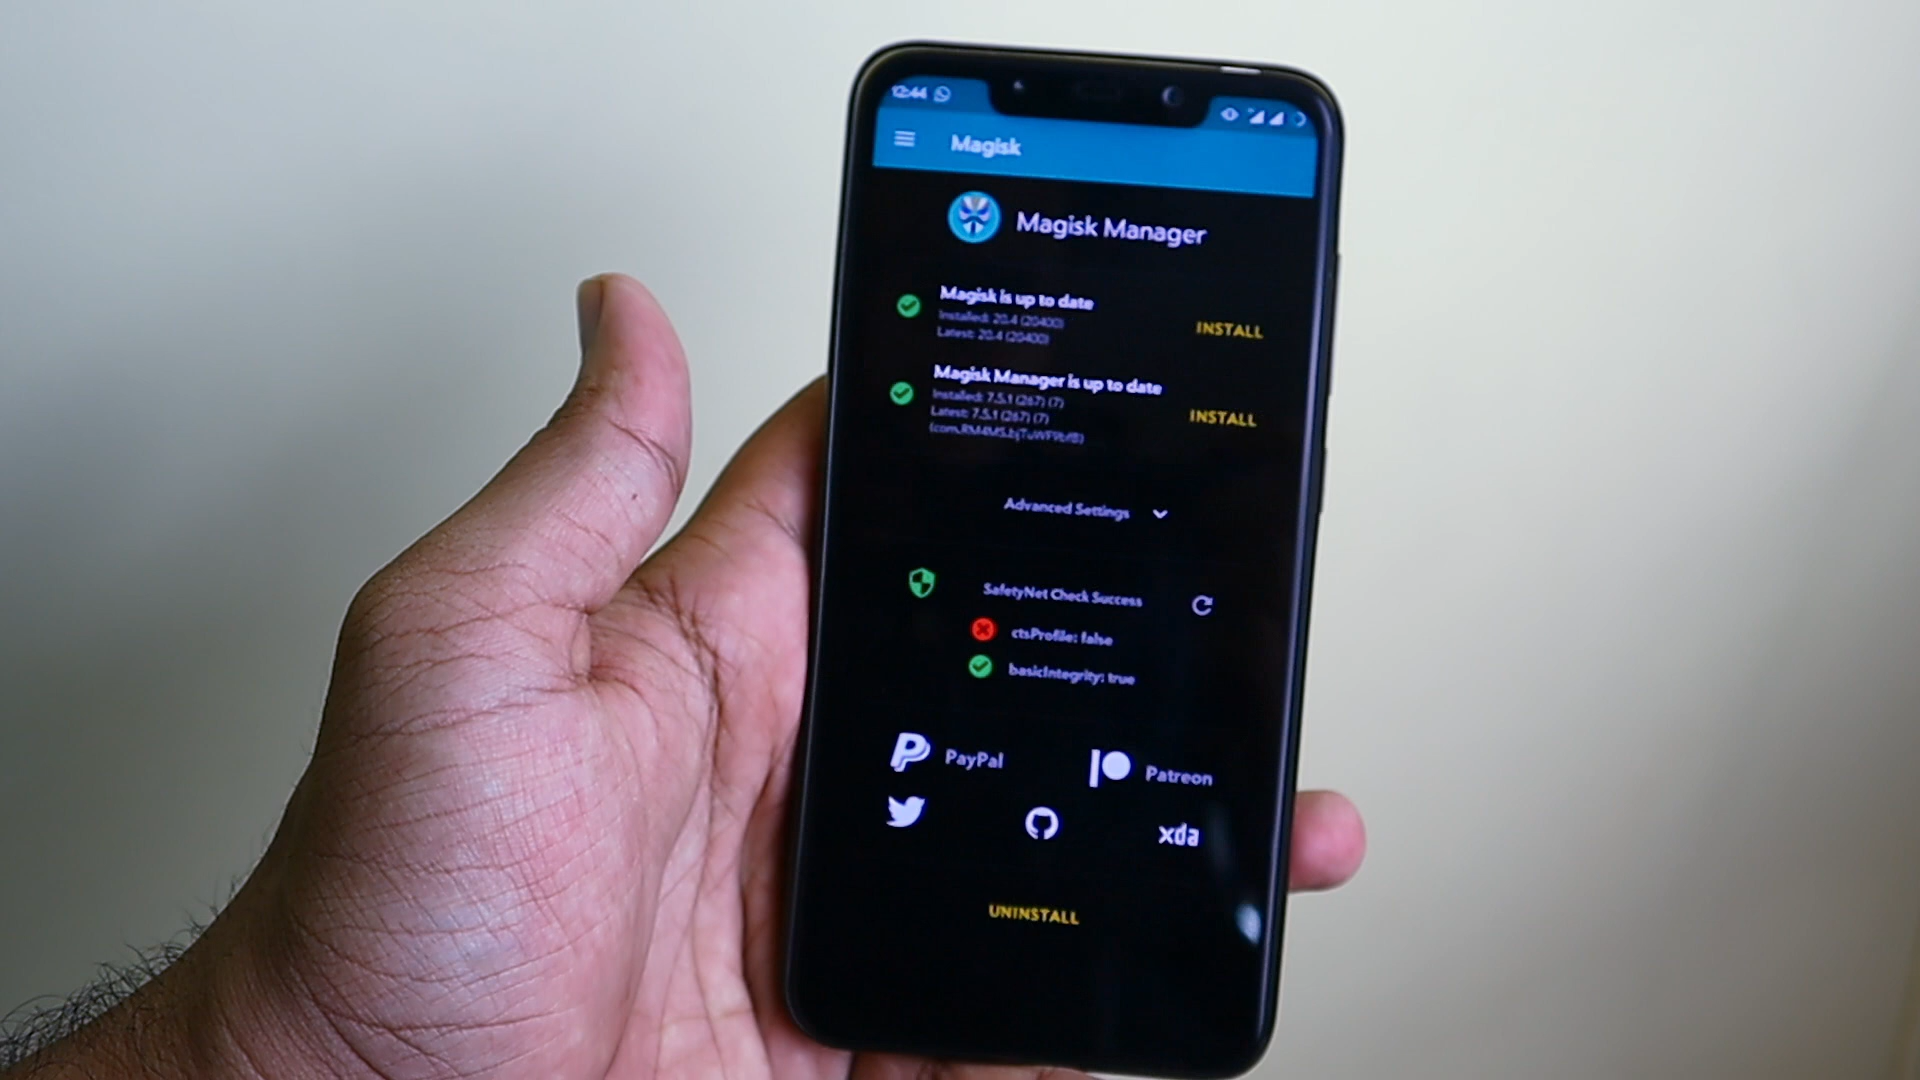 12:44
Magisk
Magisk Manager
Magisk is up to date
Installed: 20.4 (20400)
Latest: 20.4 (20400)
INSTALL
Magisk Manager is up to date
Installed: 7.5.1 (267) (7)
Latest: 7.5.1 (267) (7)
INSTALL
Advanced Settings
SafetyNet Check Success
ctsProfile: false
basicIntegrity: true
PayPal
Patreon
xda
UNINSTALL